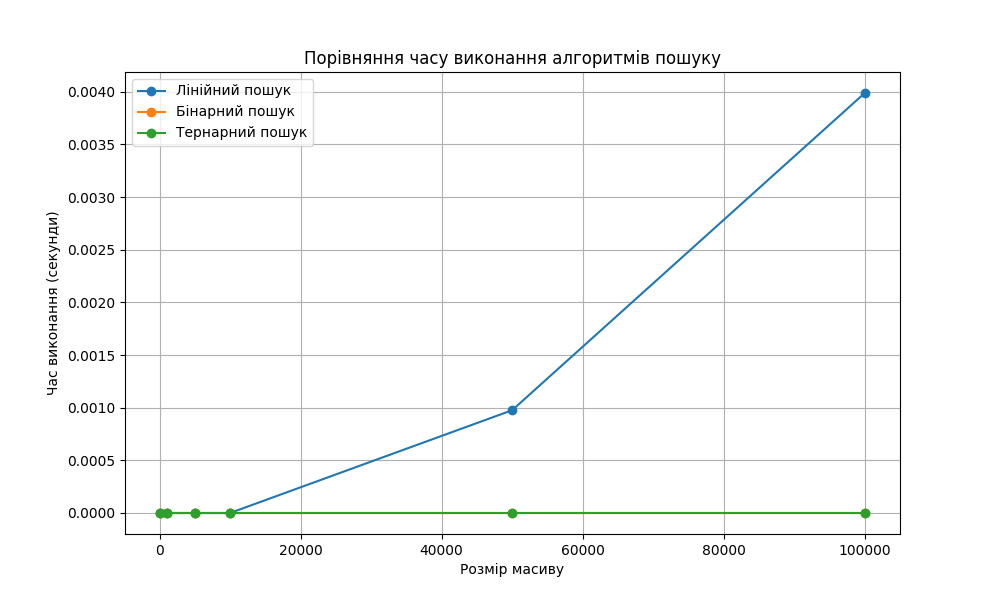 Порівняння часу виконання алгоритмів пошуку
Лінійний пошук
Бінарний пошук
Тернарний пошук
0.0040
0.0035
0.0030
0.0025
0.0020
0.0015
0.0010
0.0005
0.0000
Час виконання (секунди)
0 20000 40000 60000 80000 100000
Розмір масиву